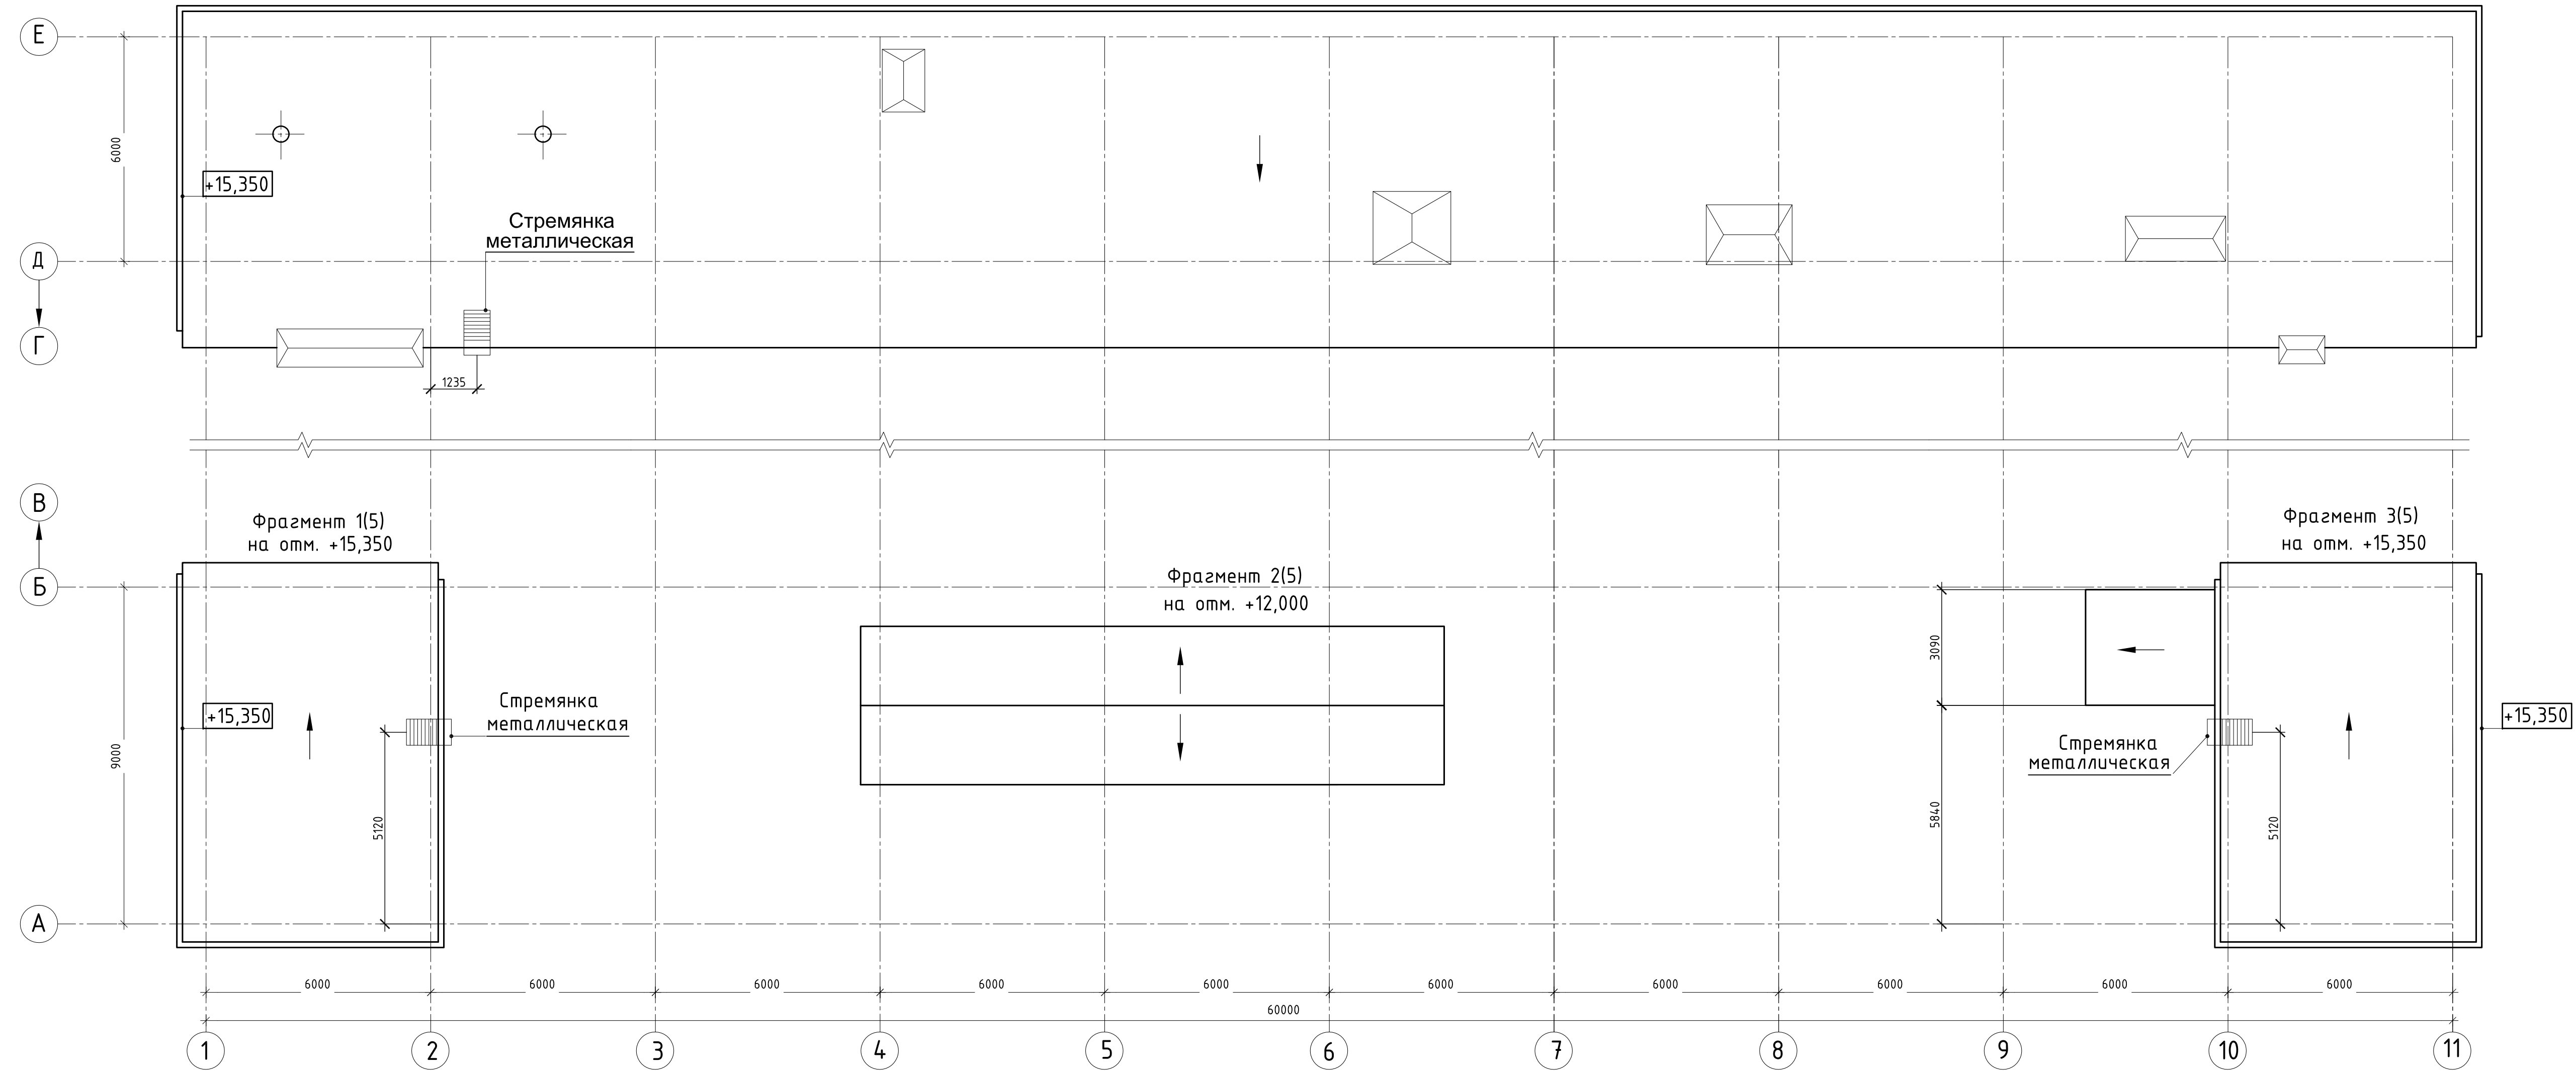 Е
6000
+15,350
Стремянка
металлическая
Д
Г
1235
В
Фрагмент 1(5)
на отм. +15,350
Фрагмент 3(5)
на отм. +15,350
Б
Фрагмент 2(5)
на отм. +12,000
3090
Стремянка
металлическая
+15,350
+15,350
Стремянка
металлическая
9000
5120
5840
5120
А
6000 6000 6000 6000 6000 6000 6000 6000 6000 6000
60000
1 2 3 4 5 6 7 8 9 10 11